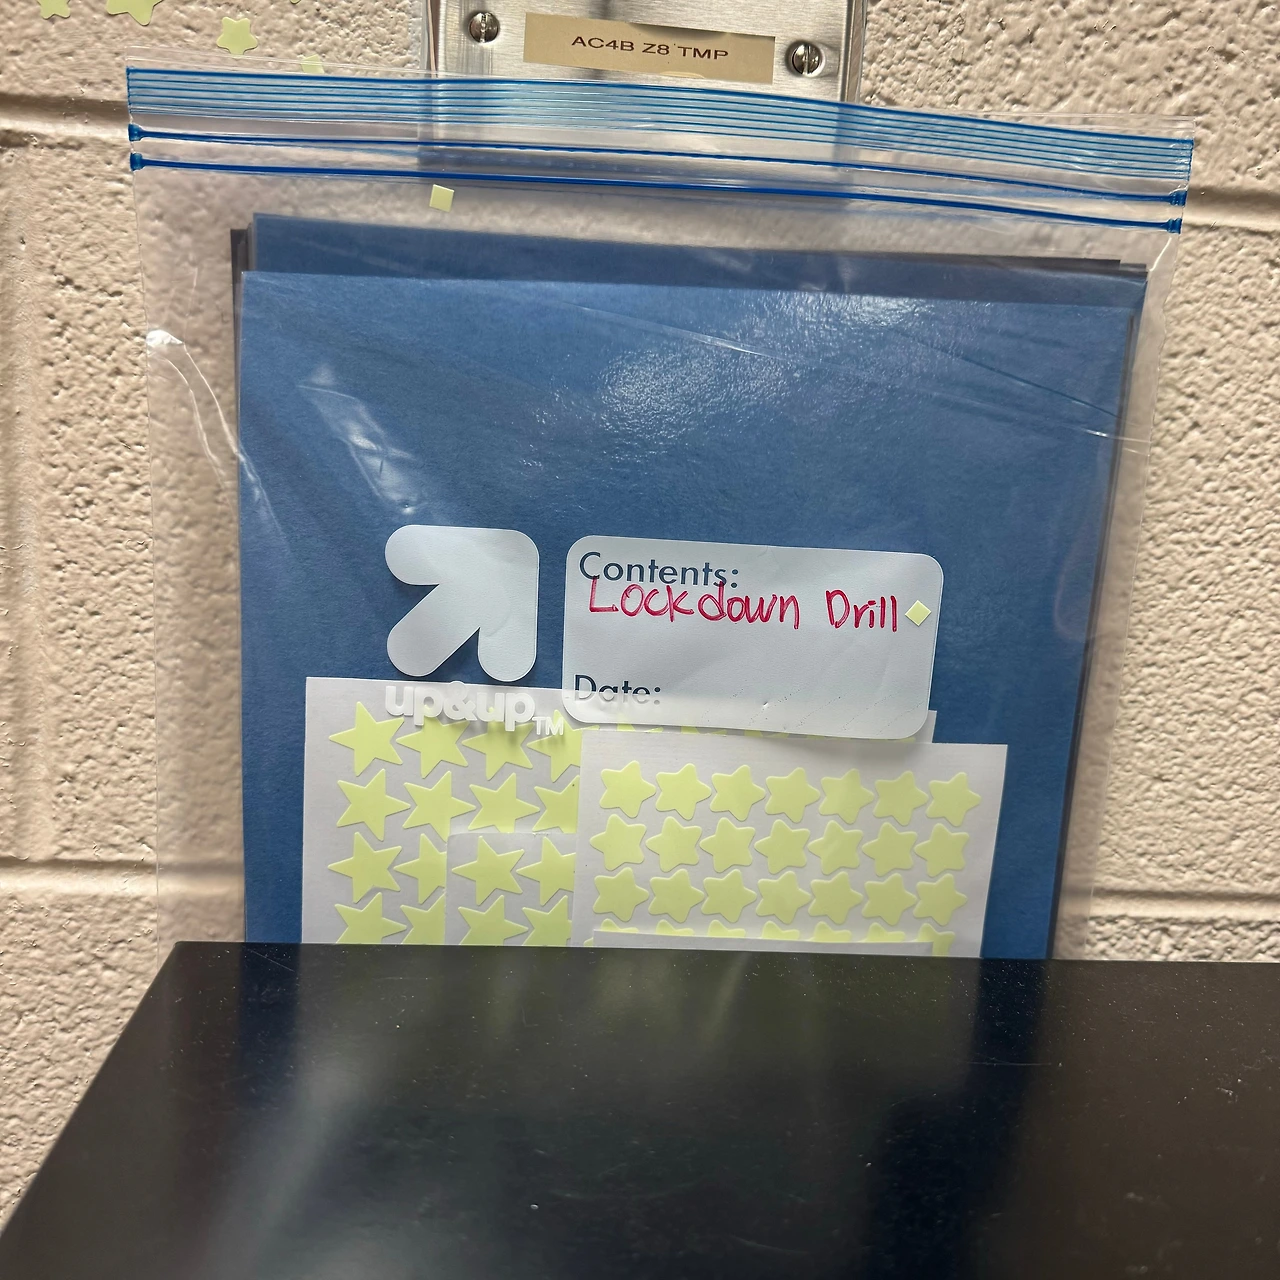 AC4B Z8 TMP
Contents:
Lockdown Drill
Date:
up&up™